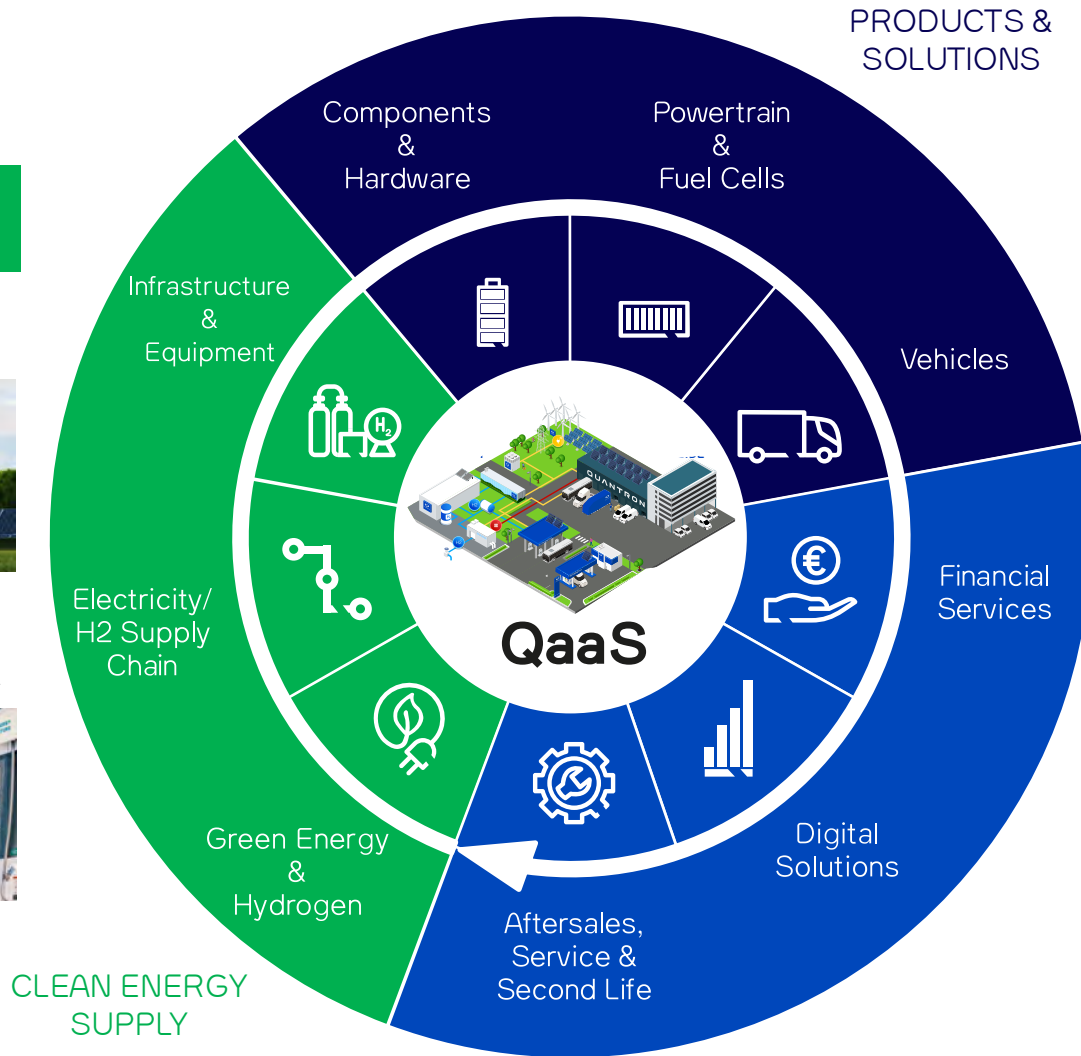 PRODUCTS &
SOLUTIONS
Components
&
Hardware
Powertrain
&
Fuel Cells
Infrastructure
&
Equipment
Vehicles
H2
QUANTRON
€
Electricity/
H2 Supply
Chain
Financial
Services
QaaS
Green Energy
&
Hydrogen
Digital
Solutions
Aftersales,
Service &
Second Life
CLEAN ENERGY
SUPPLY